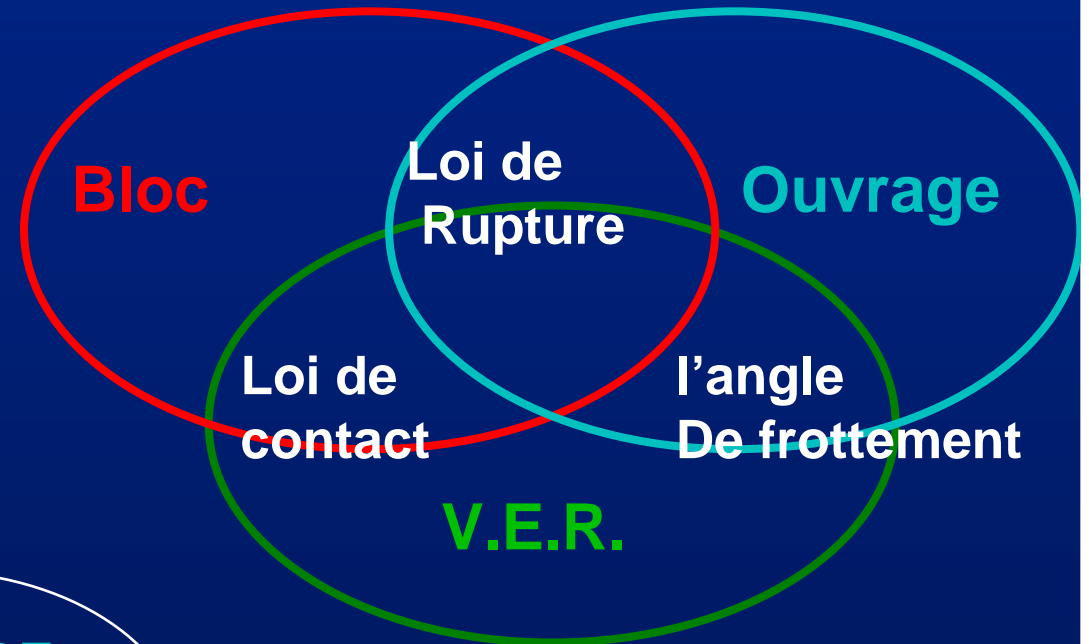 Bloc
Loi de
Rupture
Ouvrage
Loi de
contact
l'angle
De frottement
V.E.R.